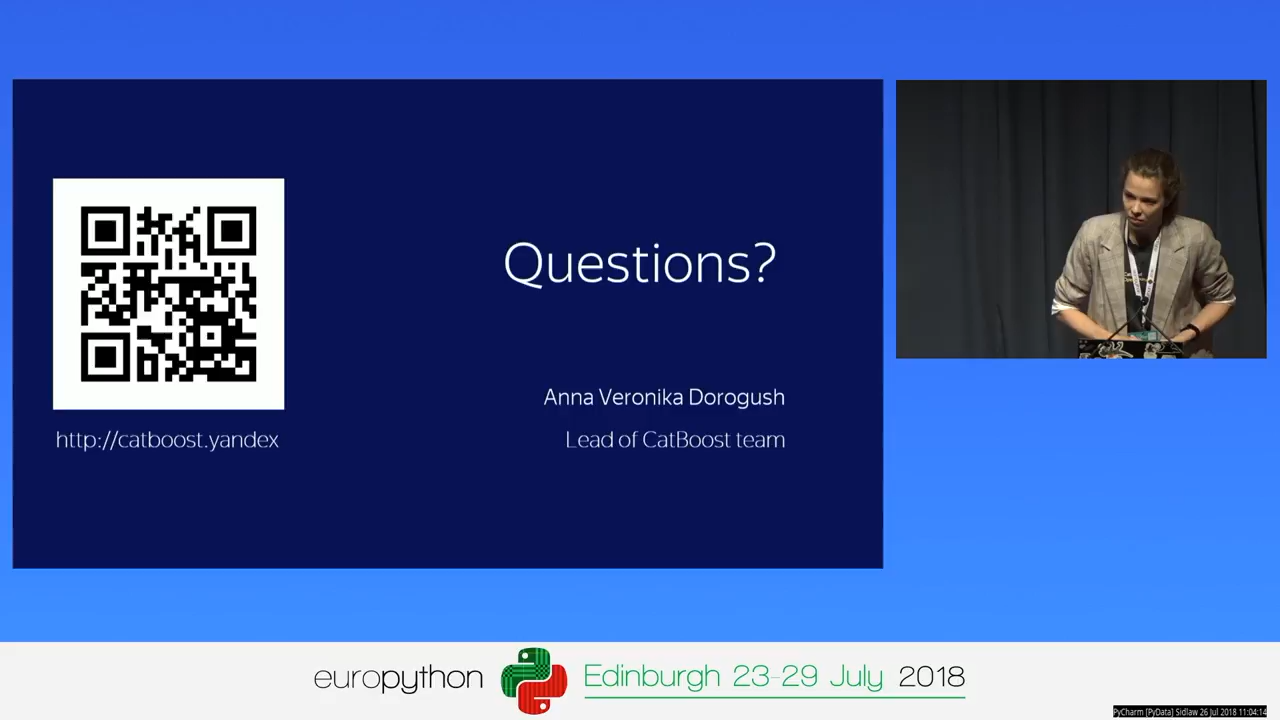 Questions?
Anna Veronika Dorogush
http://catboost.yandex
Lead of CatBoost team
europython
Edinburgh 23-29 July 2018
PyCharm [PyData] Sidlaw 26 Jul 2018 11:04:14